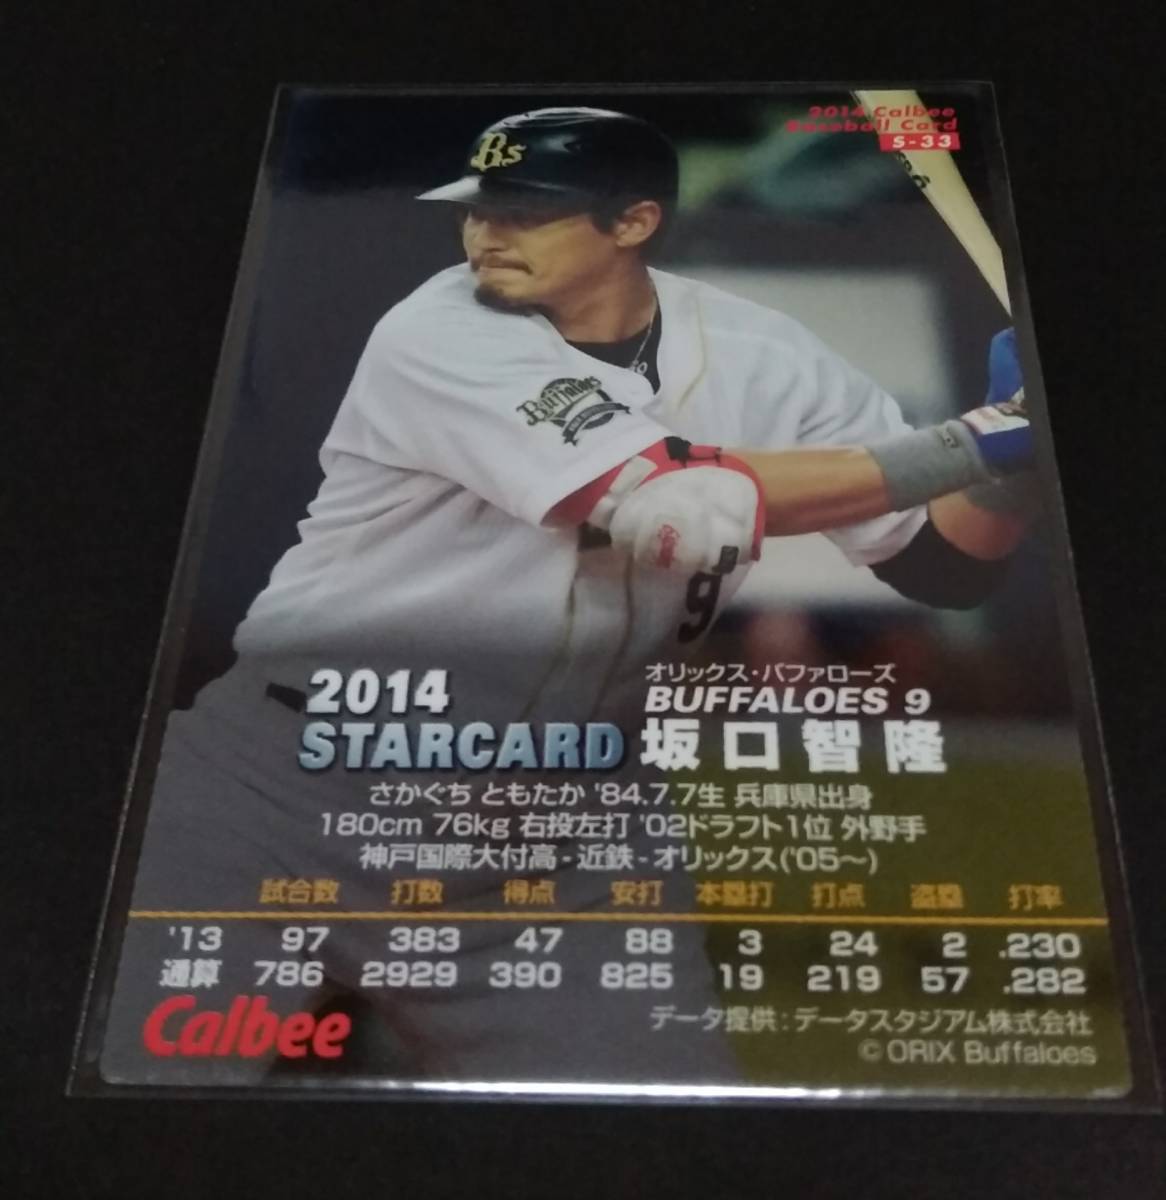 2014 Calbee
Baseball Card
S-33
Bs
Buffaloes
9
2014
STARCARD
オリックス・バファローズ
BUFFALOES 9
坂口智隆
さかぐち ともたか '84.7.7生 兵庫県出身
180cm 76kg 右投左打 '02ドラフト1位 外野手
神戸国際大付高-近鉄-オリックス('05〜)
試合数 打数 得点 安打 本塁打 打点 盗塁 打率
'13 97 383 47 88 3 24 2 .230
通算 786 2929 390 825 19 219 57 .282
Calbee
データ提供:データスタジアム株式会社
© ORIX Buffaloes